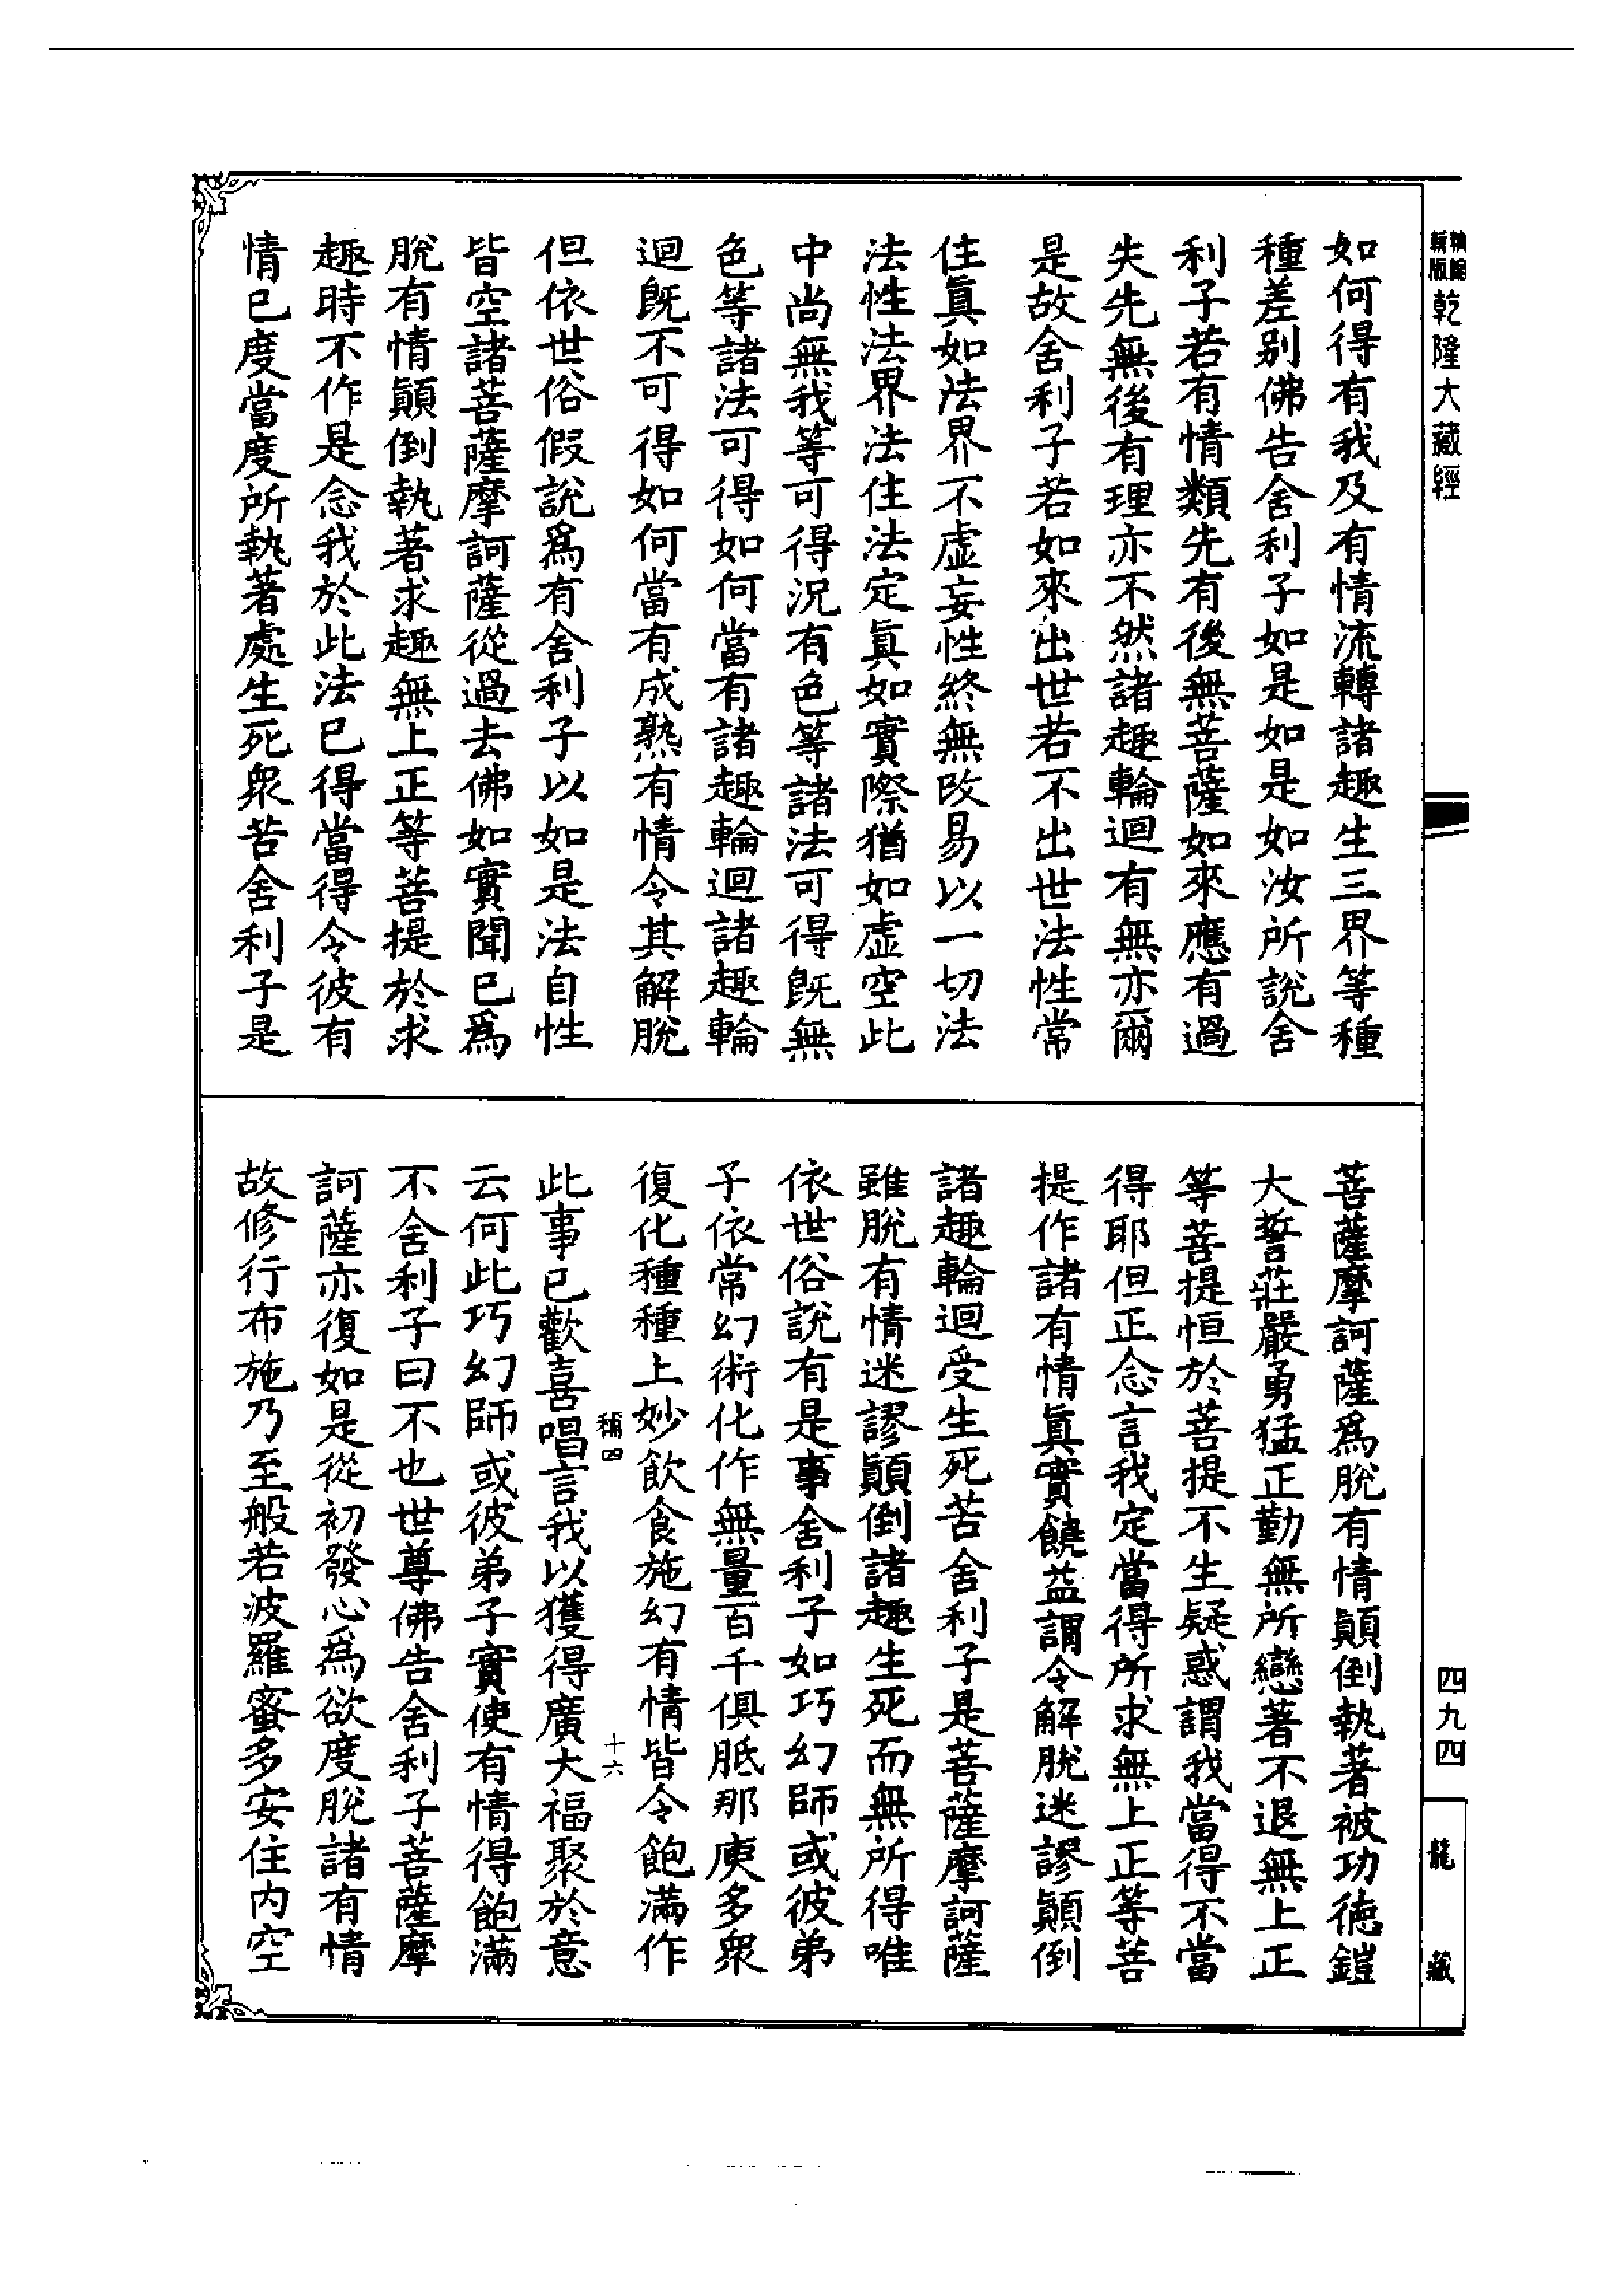 新編
新版 乾隆大藏經
如何得有我及有情流轉諸趣生三界等種
種差別佛告舍利子如是如是如汝所說舍
利子若有情類先有後無菩薩如來應有過
失先無後有理亦不然諸趣輪迴有無亦爾
是故舍利子若如來出世若不出世法性常
住眞如法界不虛妄性終無改易以一切法
法性法界法住法定眞如實際猶如虛空此
中尚無我等可得況有色等諸法可得既無
色等諸法可得如何當有諸趣輪迴諸趣輪
迴既不可得如何當有成熟有情令其解脫
但依世俗假說爲有舍利子以如是法自性
皆空諸菩薩摩訶薩從過去佛如實聞已爲
脫有情顚倒執著求趣無上正等菩提於求
趣時不作是念我於此法已得當得令彼有
情已度當度所執著處生死衆苦舍利子是
菩薩摩訶薩爲脫有情顚倒執著被功德鎧
大誓莊嚴勇猛正勤無所戀著不退無上正
等菩提恒於菩提不生疑惑謂我當得不當
得耶但正念言我定當得所求無上正等菩
提作諸有情眞實饒益謂令解脫迷謬顚倒
諸趣輪迴受生死苦舍利子是菩薩摩訶薩
雖脫有情迷謬顚倒諸趣生死而無所得唯
依世俗說有是事舍利子如巧幻師或彼弟
子依常幻術化作無量百千俱胝那庾多衆
復化種種上妙飲食施幻有情皆令飽滿作
稱四 十六
此事已歡喜唱言我以獲得廣大福聚於意
云何此巧幻師或彼弟子實使有情得飽滿
不舍利子曰不也世尊佛告舍利子菩薩摩
訶薩亦復如是從初發心爲欲度脫諸有情
故修行布施乃至般若波羅蜜多安住內空
四九四
龍藏